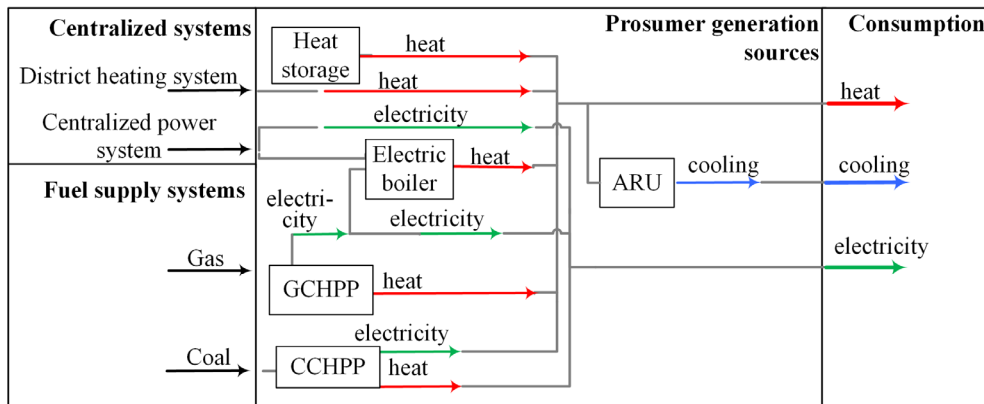 Centralized systems
District heating system
Centralized power
system
Fuel supply systems
Gas
Coal
Prosumer generation
sources
Heat
storage
heat
heat
electricity
Electric
boiler
heat
electri-
city
electricity
GCHPP
heat
electricity
CCHPP
heat
ARU
cooling
Consumption
heat
cooling
electricity